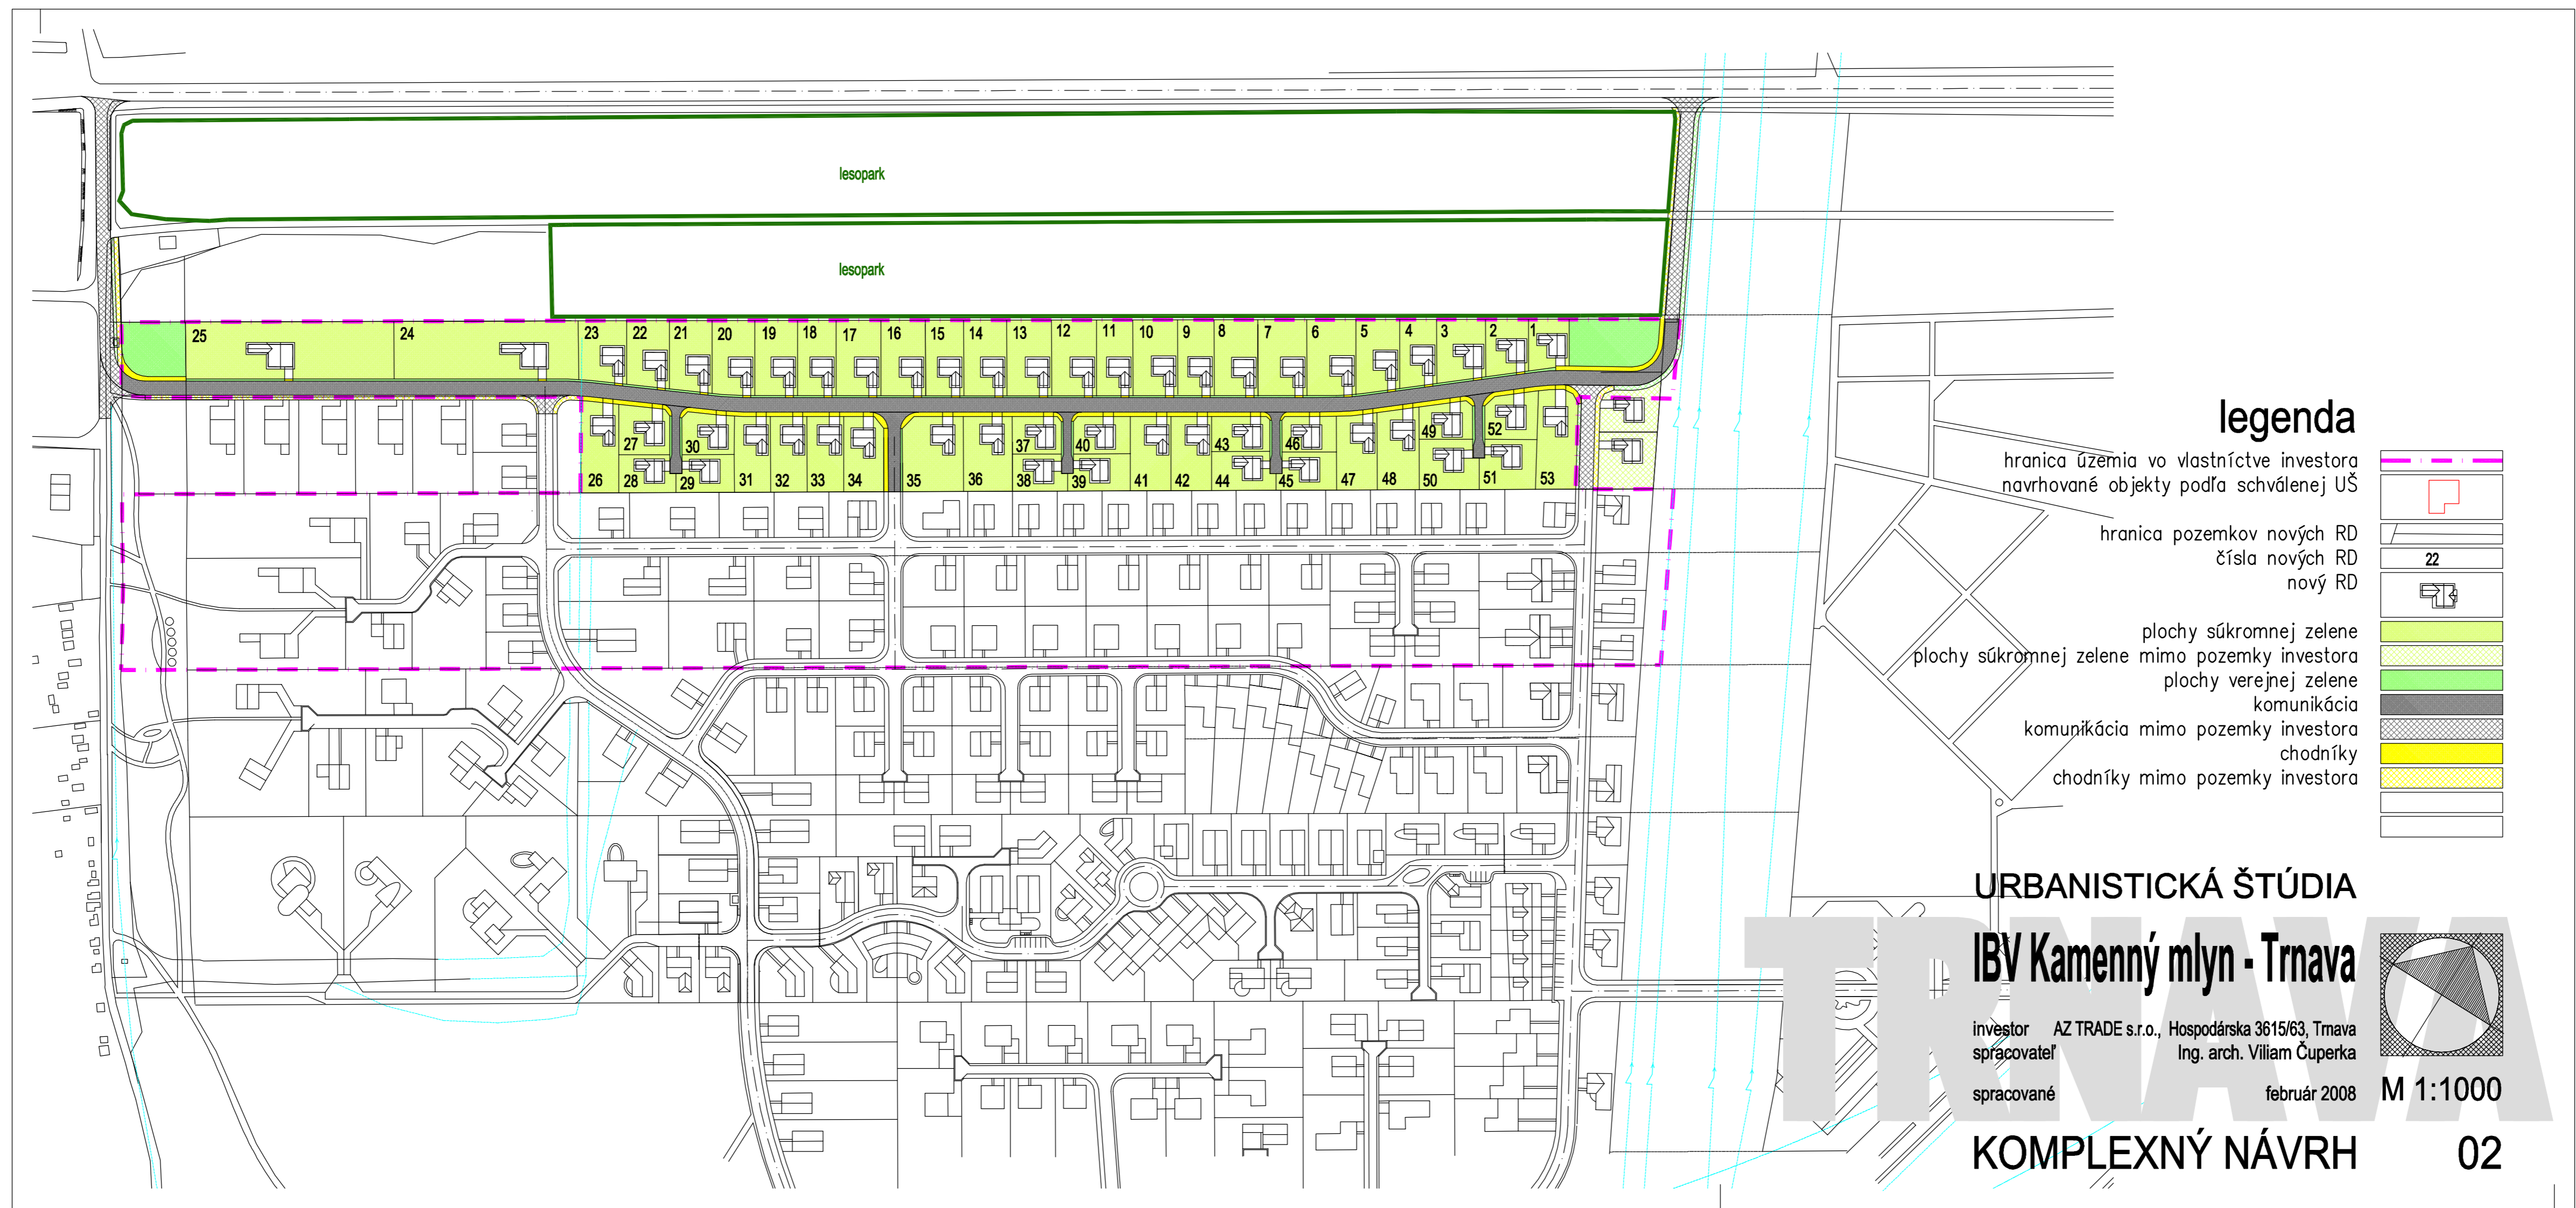 lesopark
lesopark
25 24 23 22 21 20 19 18 17 16 15 14 13 12 11 10 9 8 7 6 5 4 3 2 1
27 30 37 40 43 46 49 52
26 28 29 31 32 33 34 35 36 38 39 41 42 44 45 47 48 50 51 53
legenda
hranica územia vo vlastníctve investora
navrhované objekty podľa schválenej UŠ
hranica pozemkov nových RD
čísla nových RD 22
nový RD
plochy súkromnej zelene
plochy súkromnej zelene mimo pozemky investora
plochy verejnej zelene
komunikácia
komunikácia mimo pozemky investora
chodníky
chodníky mimo pozemky investora
URBANISTICKÁ ŠTÚDIA
TRNAVA
IBV Kamenný mlyn - Trnava
investor AZ TRADE s.r.o., Hospodárska 3615/63, Trnava
spracovateľ Ing. arch. Viliam Čuperka
spracované február 2008 M 1:1000
KOMPLEXNÝ NÁVRH 02